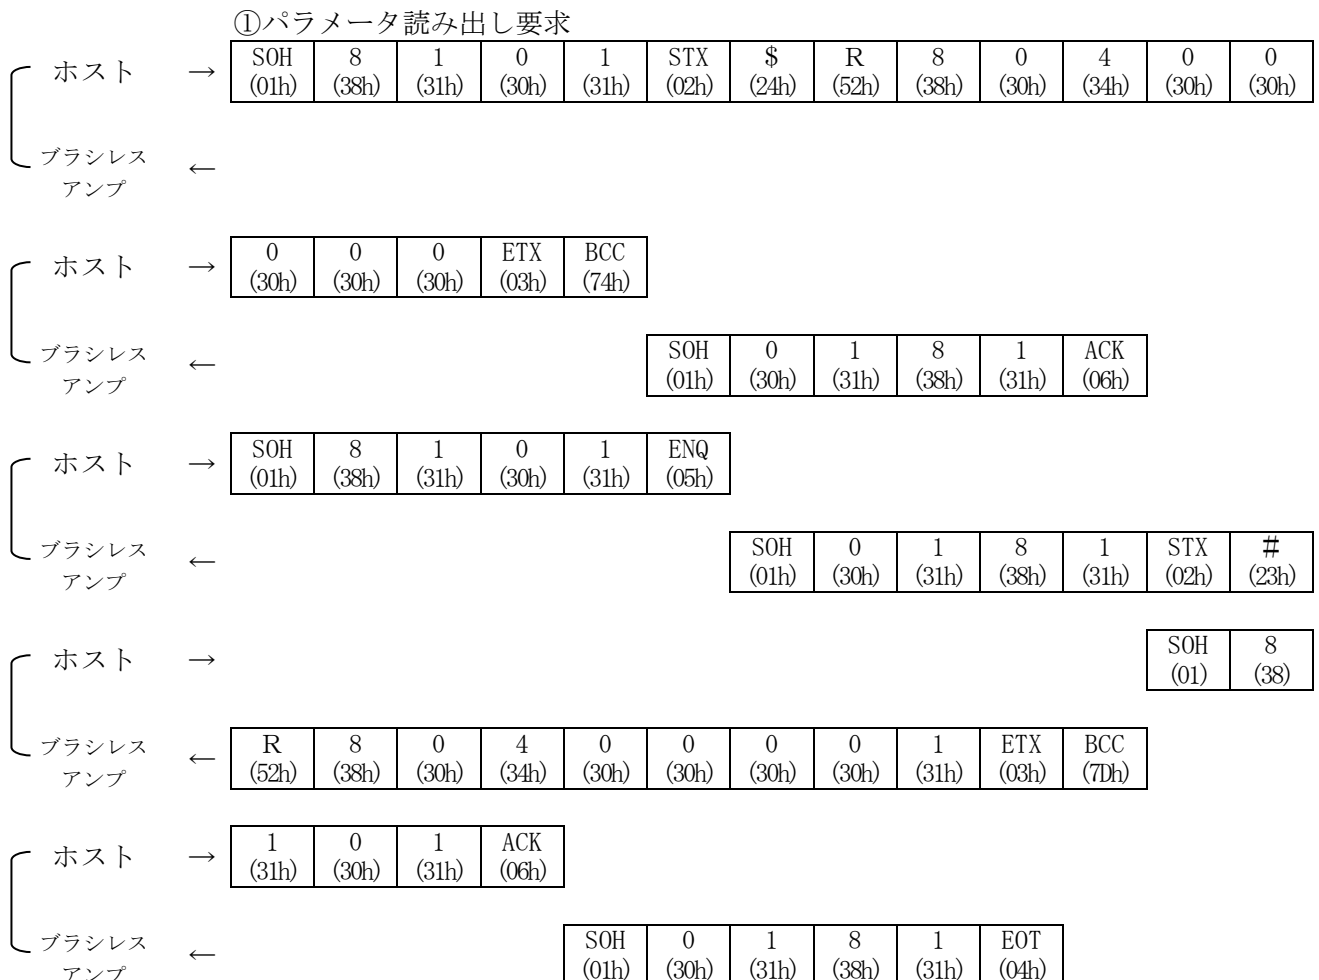 ①パラメータ読み出し要求
ホスト → SOH 8 1 0 1 STX $ R 8 0 4 0 0
(01h) (38h) (31h) (30h) (31h) (02h) (24h) (52h) (38h) (30h) (34h) (30h) (30h)
ブラシレス ←
アンプ
ホスト → 0 0 0 ETX BCC
(30h) (30h) (30h) (03h) (74h)
ブラシレス ← SOH 0 1 8 1 ACK
アンプ (01h) (30h) (31h) (38h) (31h) (06h)
ホスト → SOH 8 1 0 1 ENQ
(01h) (38h) (31h) (30h) (31h) (05h)
ブラシレス ← SOH 0 1 8 1 STX #
アンプ (01h) (30h) (31h) (38h) (31h) (02h) (23h)
ホスト → SOH 8
(01) (38)
ブラシレス ← R 8 0 4 0 0 0 0 1 ETX BCC
アンプ (52h) (38h) (30h) (34h) (30h) (30h) (30h) (30h) (31h) (03h) (7Dh)
ホスト → 1 0 1 ACK
(31h) (30h) (31h) (06h)
ブラシレス ← SOH 0 1 8 1 EOT
アンプ (01h) (30h) (31h) (38h) (31h) (04h)